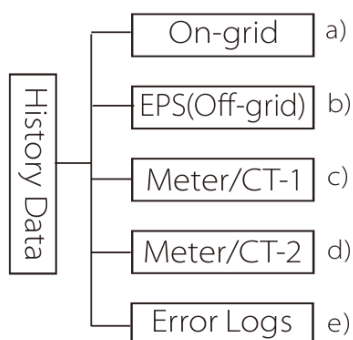 History Data
On-grid a)
EPS(Off-grid) b)
Meter/CT-1 c)
Meter/CT-2 d)
Error Logs e)